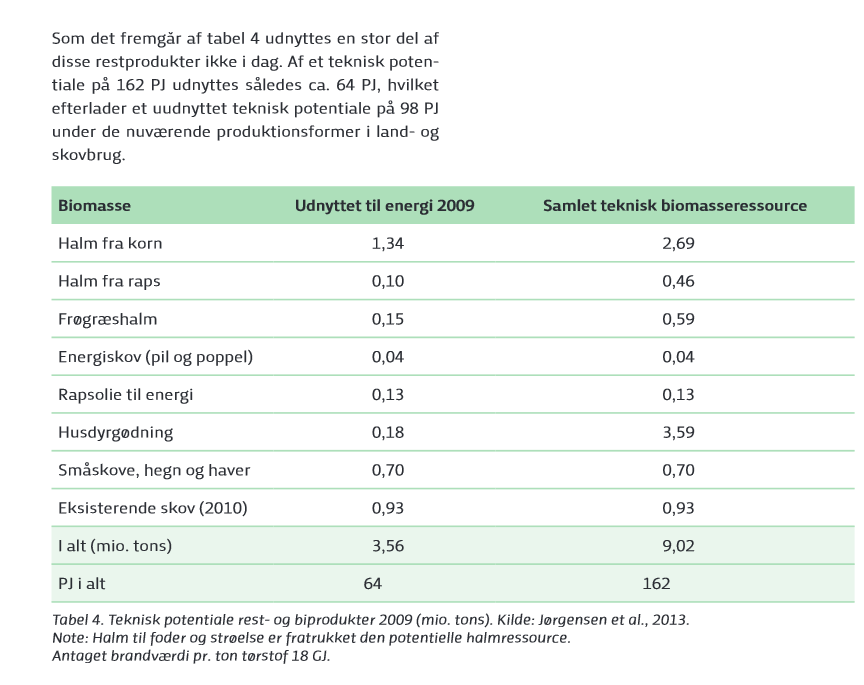 Som det fremgår af tabel 4 udnyttes en stor del af
disse restprodukter ikke i dag. Af et teknisk poten-
tiale på 162 PJ udnyttes således ca. 64 PJ, hvilket
efterlader et uudnyttet teknisk potentiale på 98 PJ
under de nuværende produktionsformer i land- og
skovbrug.
Biomasse Udnyttet til energi 2009 Samlet teknisk biomasseressource
Halm fra korn 1,34 2,69
Halm fra raps 0,10 0,46
Frøgræshalm 0,15 0,59
Energiskov (pil og poppel) 0,04 0,04
Rapsolie til energi 0,13 0,13
Husdyrgødning 0,18 3,59
Småskove, hegn og haver 0,70 0,70
Eksisterende skov (2010) 0,93 0,93
I alt (mio. tons) 3,56 9,02
PJ i alt 64 162
Tabel 4. Teknisk potentiale rest- og biprodukter 2009 (mio. tons). Kilde: Jørgensen et al., 2013.
Note: Halm til foder og strøelse er fratrukket den potentielle halmressource.
Antaget brandværdi pr. ton tørstof 18 GJ.